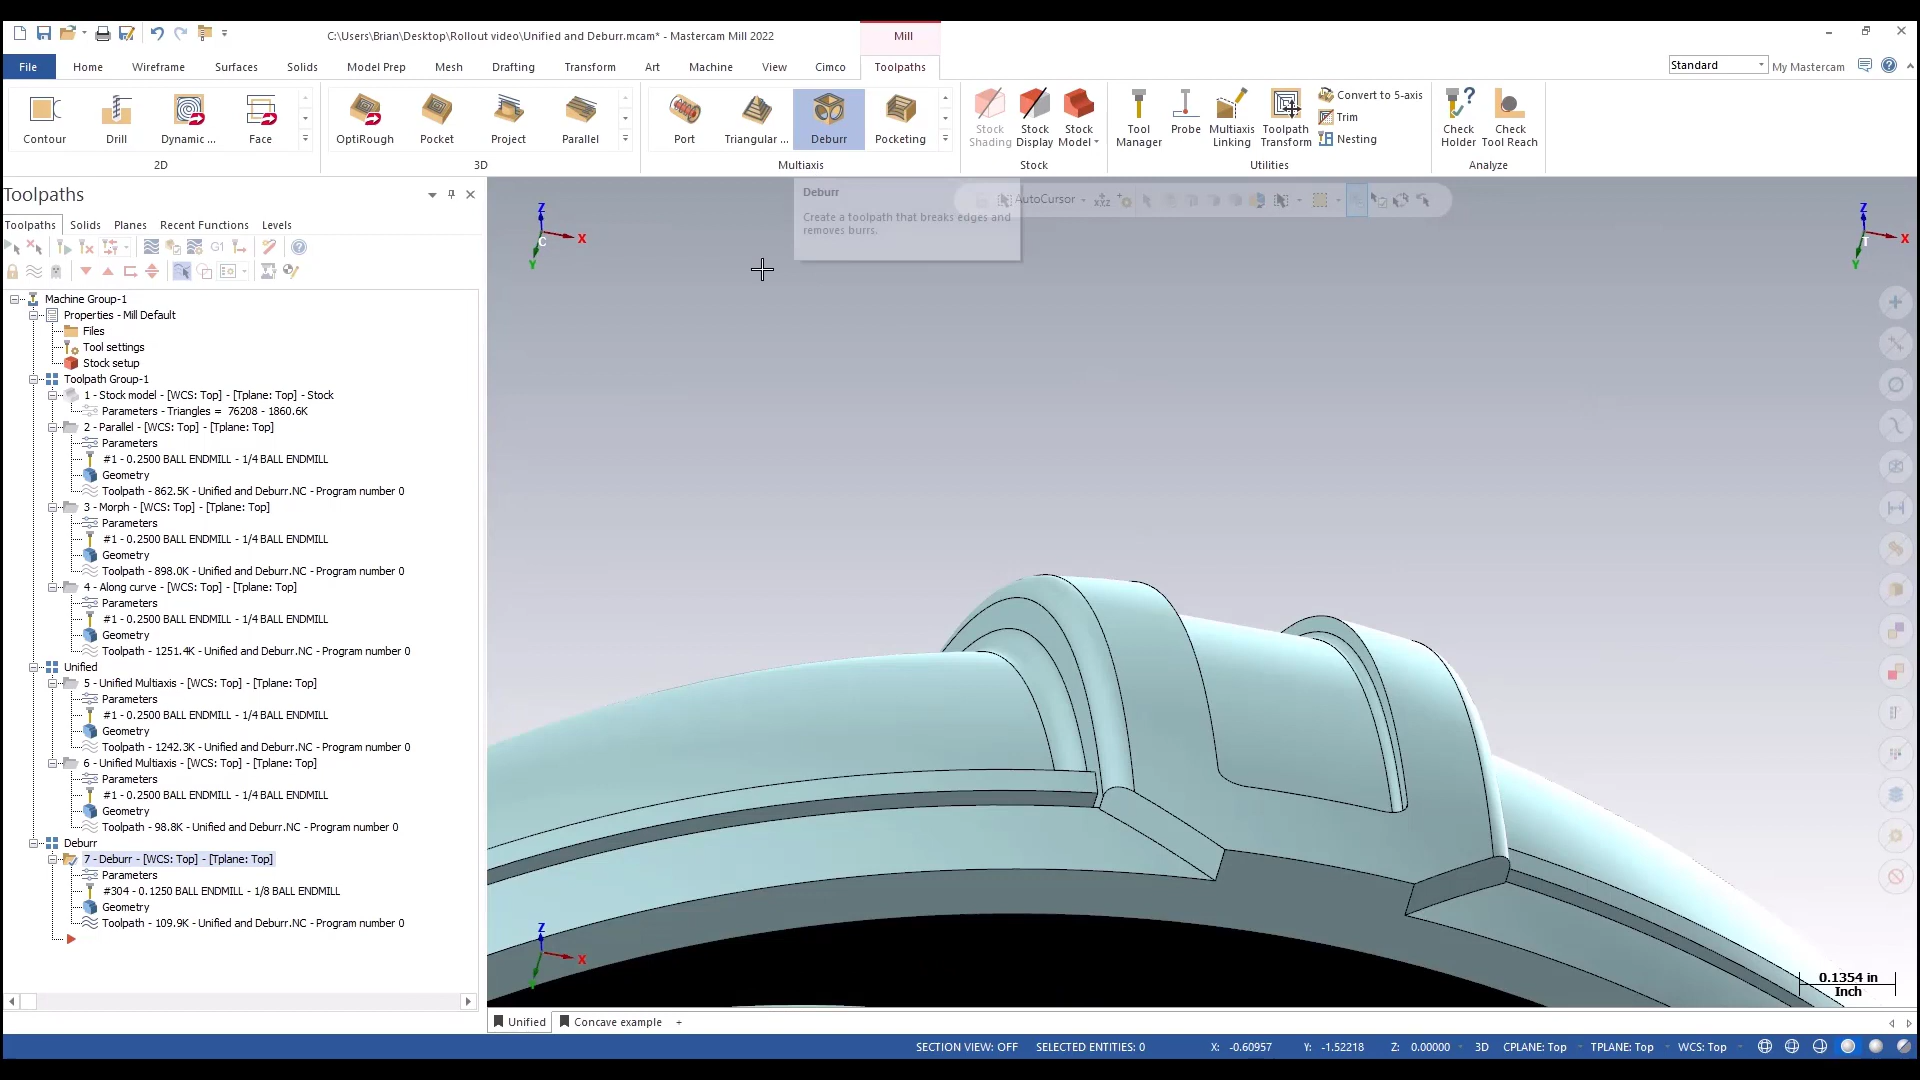 C:\Users\Brian\Desktop\Rollout video\Unified and Deburr.mcam* - Mastercam Mill 2022
Mill
File
Home
Wireframe
Surfaces
Solids
Model Prep
Mesh
Drafting
Transform
Art
Machine
View
Cimco
Toolpaths
Standard
My Mastercam
Contour
Drill
Dynamic ...
Face
OptiRough
Pocket
Project
Parallel
Port
Triangular ...
Deburr
Pocketing
Stock Shading
Stock Display
Stock Model
Tool Manager
Probe
Multiaxis Linking
Toolpath Transform
Convert to 5-axis
Trim
Nesting
Check Holder
Check Tool Reach
2D
3D
Multiaxis
Stock
Utilities
Analyze
Toolpaths
Toolpaths
Solids
Planes
Recent Functions
Levels
G1
Deburr
Create a toolpath that breaks edges and
removes burrs.
AutoCursor
Machine Group-1
Properties - Mill Default
Files
Tool settings
Stock setup
Toolpath Group-1
1 - Stock model - [WCS: Top] - [Tplane: Top] - Stock
Parameters - Triangles =  76208 - 1860.6K
2 - Parallel - [WCS: Top] - [Tplane: Top]
Parameters
#1 - 0.2500 BALL ENDMILL - 1/4 BALL ENDMILL
Geometry
Toolpath - 862.5K - Unified and Deburr.NC - Program number 0
3 - Morph - [WCS: Top] - [Tplane: Top]
Parameters
#1 - 0.2500 BALL ENDMILL - 1/4 BALL ENDMILL
Geometry
Toolpath - 898.0K - Unified and Deburr.NC - Program number 0
4 - Along curve - [WCS: Top] - [Tplane: Top]
Parameters
#1 - 0.2500 BALL ENDMILL - 1/4 BALL ENDMILL
Geometry
Toolpath - 1251.4K - Unified and Deburr.NC - Program number 0
Unified
5 - Unified Multiaxis - [WCS: Top] - [Tplane: Top]
Parameters
#1 - 0.2500 BALL ENDMILL - 1/4 BALL ENDMILL
Geometry
Toolpath - 1242.3K - Unified and Deburr.NC - Program number 0
6 - Unified Multiaxis - [WCS: Top] - [Tplane: Top]
Parameters
#1 - 0.2500 BALL ENDMILL - 1/4 BALL ENDMILL
Geometry
Toolpath - 98.8K - Unified and Deburr.NC - Program number 0
Deburr
7 - Deburr - [WCS: Top] - [Tplane: Top]
Parameters
#304 - 0.1250 BALL ENDMILL - 1/8 BALL ENDMILL
Geometry
Toolpath - 109.9K - Unified and Deburr.NC - Program number 0
Z
X
C
Y
Z
X
T
Y
Z
X
Y
0.1354 in
Inch
Unified
Concave example
+
SECTION VIEW: OFF
SELECTED ENTITIES: 0
X: -0.60957
Y: -1.52218
Z: 0.00000
3D
CPLANE: Top
TPLANE: Top
WCS: Top